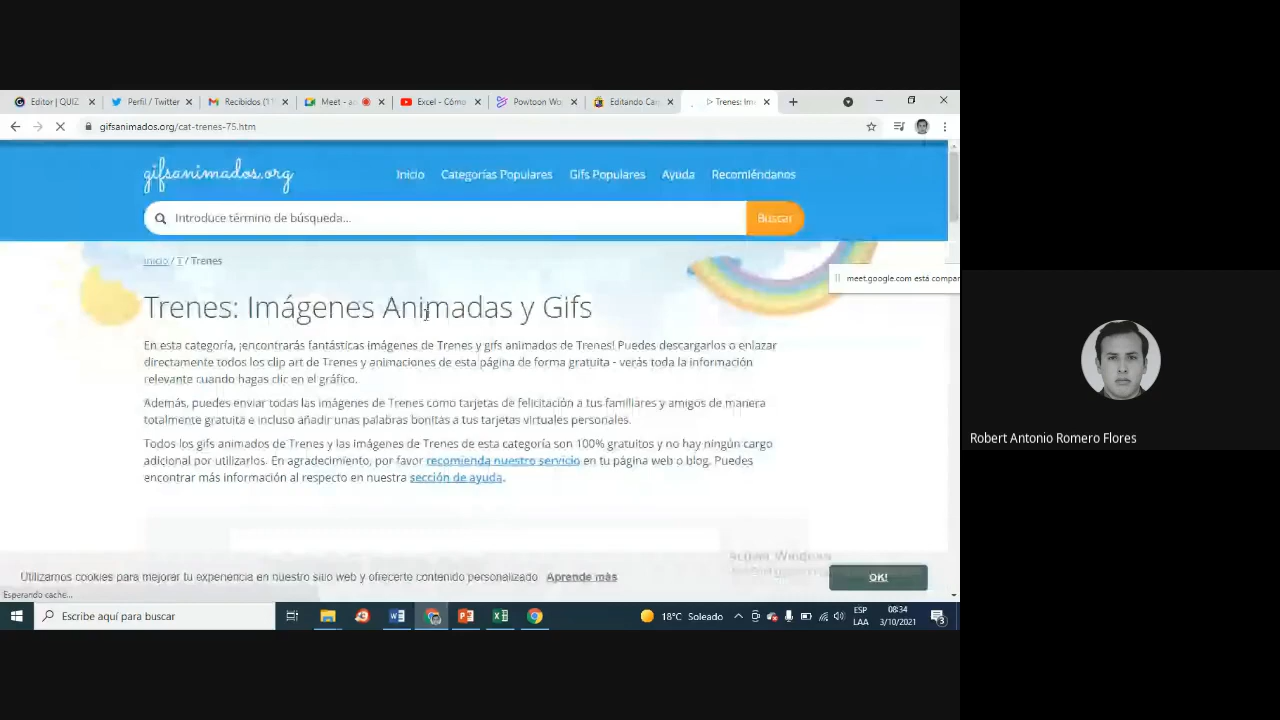 Editor | QUIZ
Perfil / Twitter
Recibidos (11
Meet - a
Excel - Cómo
Powtoon Wo
Editando Ca
Trenes: Im
gifsanimados.org/cat-trenes-75.htm
gifsanimados.org
Inicio
Categorías Populares
Gifs Populares
Ayuda
Recomiéndanos
Introduce término de búsqueda...
Buscar
Inicio / T / Trenes
meet.google.com está compar
Trenes: Imágenes Animadas y Gifs
En esta categoría, ¡encontrarás fantásticas imágenes de Trenes y gifs animados de Trenes! Puedes descargarlos o enlazar
directamente todos los clip art de Trenes y animaciones de esta página de forma gratuita - verás toda la información
relevante cuando hagas clic en el gráfico.
Además, puedes enviar todas las imágenes de Trenes como tarjetas de felicitación a tus familiares y amigos de manera
totalmente gratuita e incluso añadir unas palabras bonitas a tus tarjetas virtuales personales.
Todos los gifs animados de Trenes y las imágenes de Trenes de esta categoría son 100% gratuitos y no hay ningún cargo
adicional por utilizarlos. En agradecimiento, por favor recomienda nuestro servicio en tu página web o blog. Puedes
encontrar más información al respecto en nuestra sección de ayuda.
Robert Antonio Romero Flores
Activar Windows
Utilizamos cookies para mejorar tu experiencia en nuestro sitio web y ofrecerte contenido personalizado Aprende más
OK!
Esperando caché...
Escribe aquí para buscar
18°C Soleado
ESP
LAA
08:34
3/10/2021
3